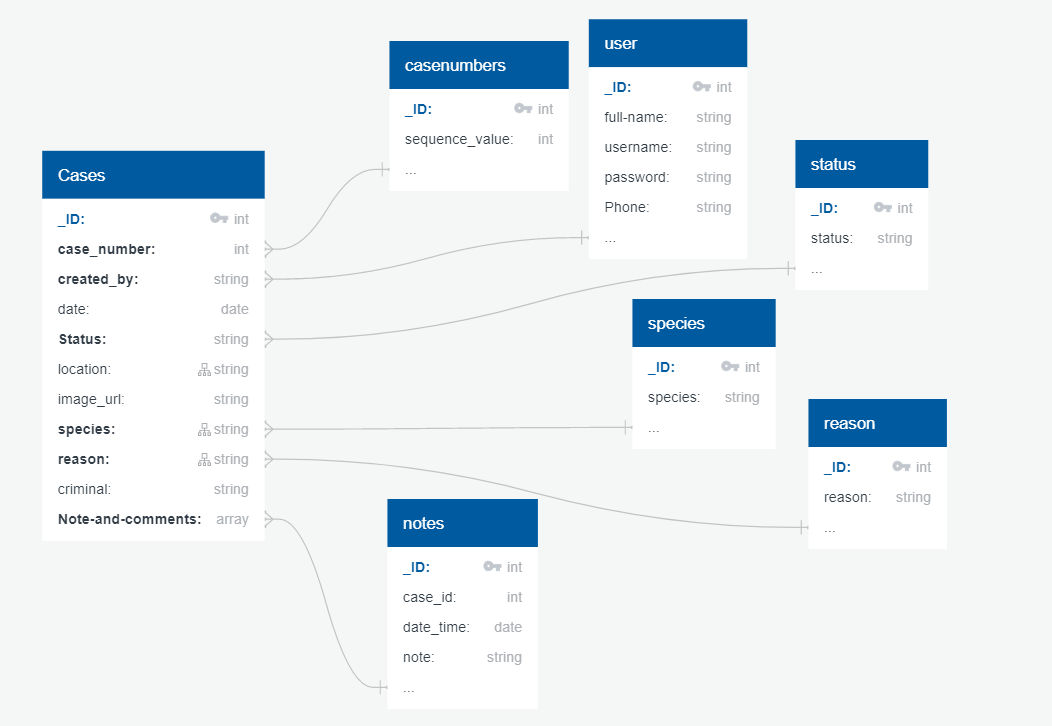 Cases
_ID: int
case_number: int
created_by: string
date: date
Status: string
location: string
image_url: string
species: string
reason: string
criminal: string
Note-and-comments: array
casenumbers
_ID: int
sequence_value: int
...
user
_ID: int
full-name: string
username: string
password: string
Phone: string
...
status
_ID: int
status: string
...
species
_ID: int
species: string
...
reason
_ID: int
reason: string
...
notes
_ID: int
case_id: int
date_time: date
note: string
...